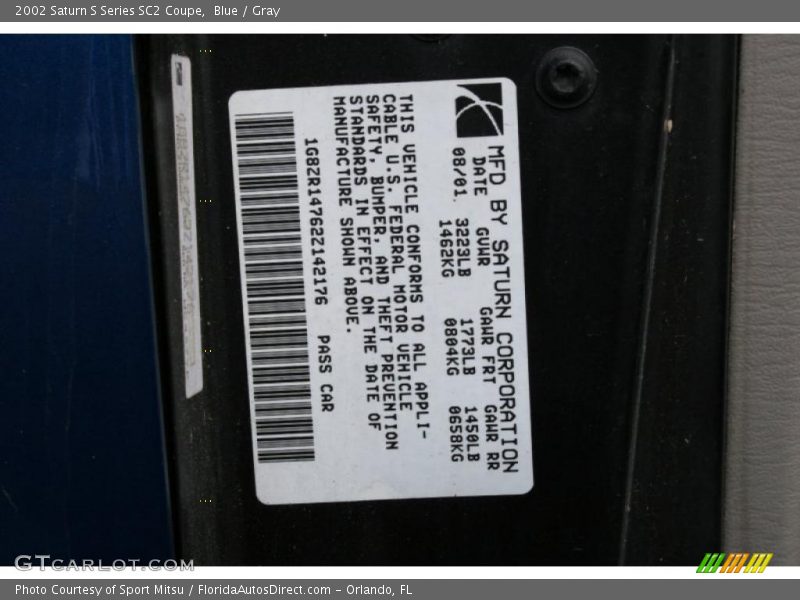 2002 Saturn S Series SC2 Coupe, Blue / Gray
MFD BY SATURN CORPORATION
DATE GVWR GAWR FRT GAWR RR
08/01 3223LB 1773LB 1450LB
1462KG 0804KG 0658KG
THIS VEHICLE CONFORMS TO ALL APPLI-
CABLE U.S. FEDERAL MOTOR VEHICLE
SAFETY, BUMPER, AND THEFT PREVENTION
STANDARDS IN EFFECT ON THE DATE OF
MANUFACTURE SHOWN ABOVE.
1G8ZR14762Z142176 PASS CAR
GTCARLOT.COM
Photo Courtesy of Sport Mitsu / FloridaAutosDirect.com - Orlando, FL